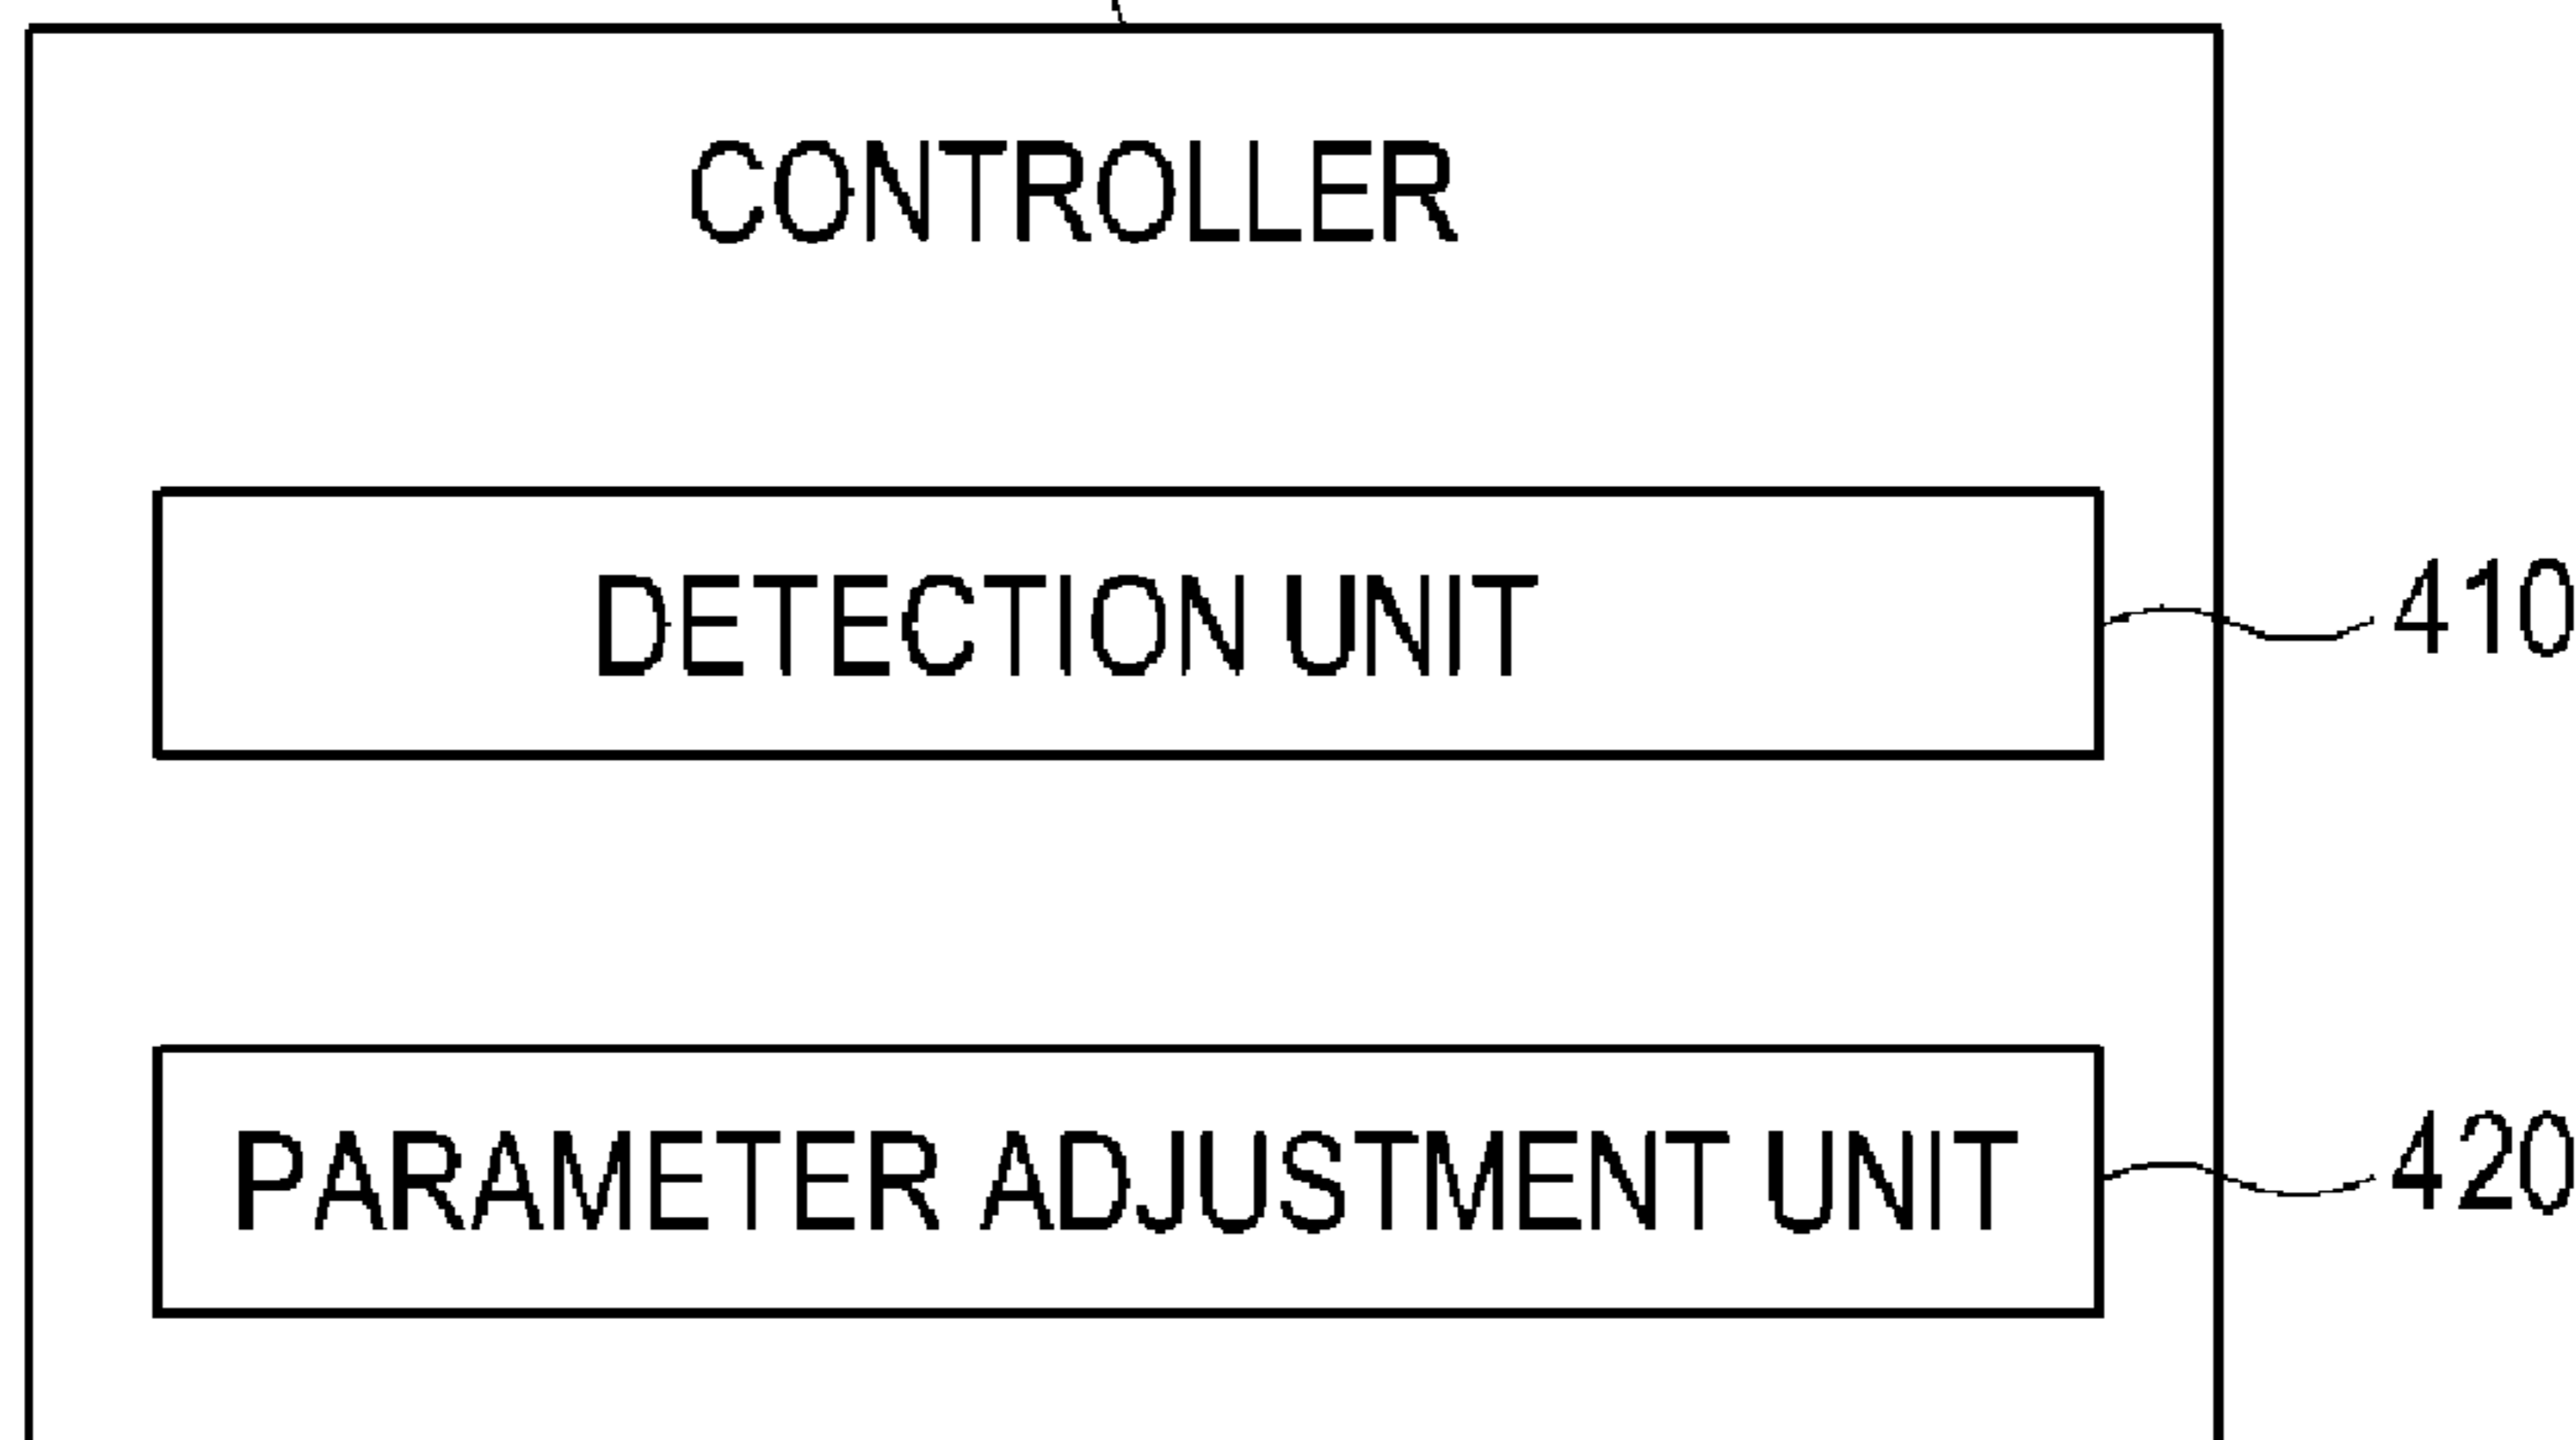 CONTROLLER
DETECTION UNIT
410
PARAMETER ADJUSTMENT UNIT
420